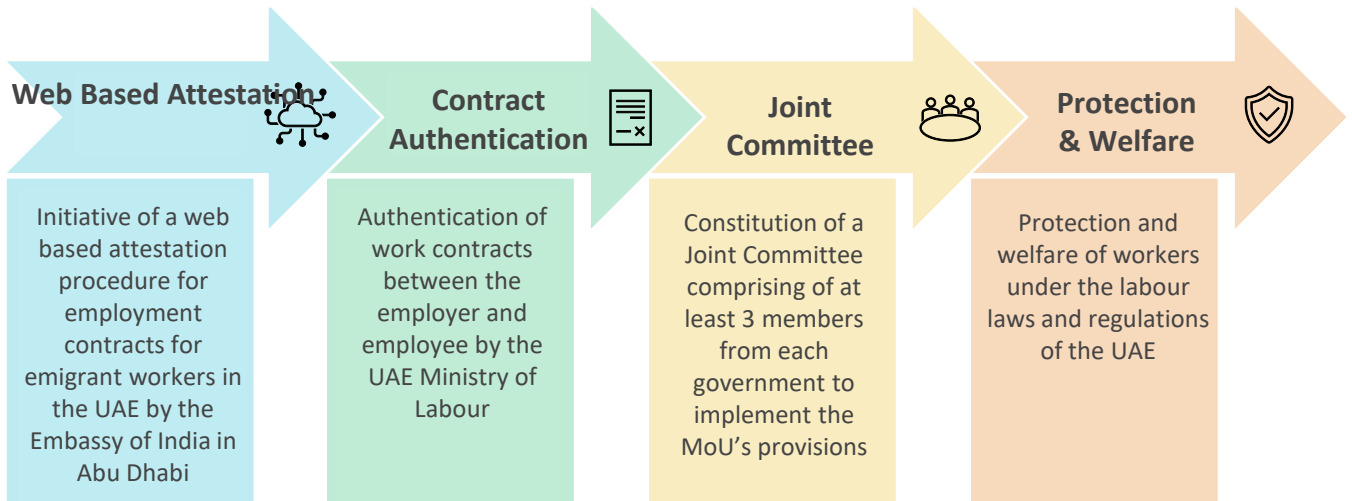 Web Based Attestation
Initiative of a web
based attestation
procedure for
employment
contracts for
emigrant workers in
the UAE by the
Embassy of India in
Abu Dhabi
Contract
Authentication
Authentication of
work contracts
between the
employer and
employee by the
UAE Ministry of
Labour
Joint
Committee
Constitution of a
Joint Committee
comprising of at
least 3 members
from each
government to
implement the
MoU’s provisions
Protection
& Welfare
Protection and
welfare of workers
under the labour
laws and regulations
of the UAE